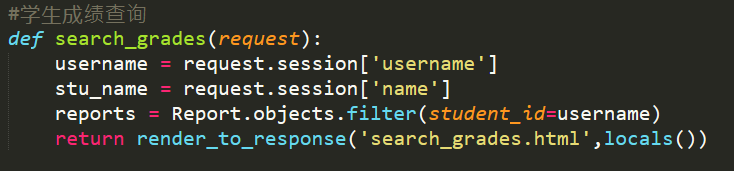 #学生成绩查询
def search_grades(request):
    username = request.session['username']
    stu_name = request.session['name']
    reports = Report.objects.filter(student_id=username)
    return render_to_response('search_grades.html',locals())